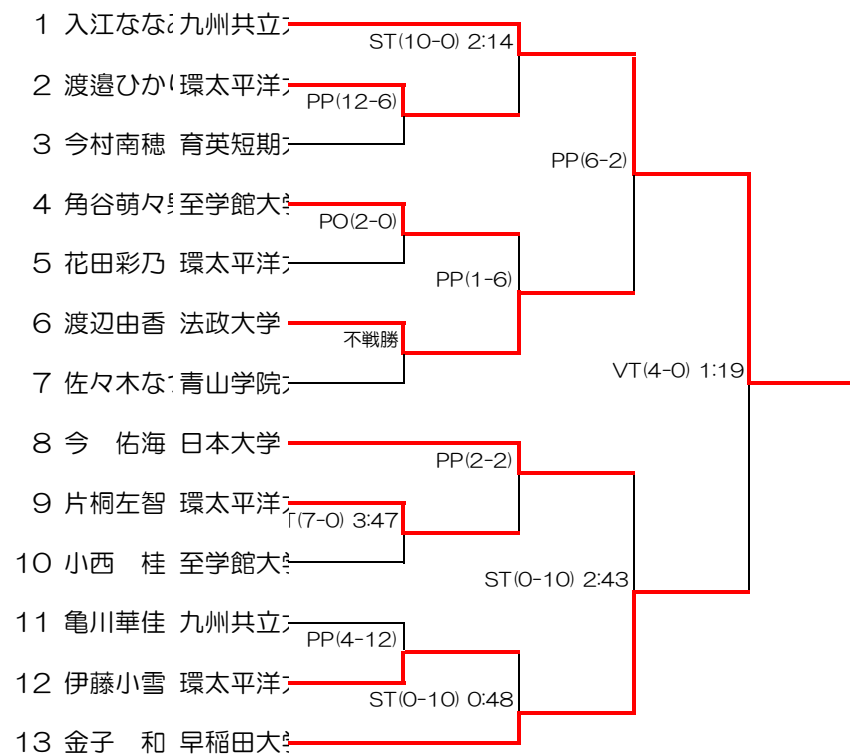 1 入江なな 九州共立
ST(10-0) 2:14
2 渡邉ひか 環太平洋
PP(12-6)
3 今村南穂 育英短期
PP(6-2)
4 角谷萌々 至学館大
PO(2-0)
5 花田彩乃 環太平洋
PP(1-6)
6 渡辺由香 法政大学
不戦勝
VT(4-0) 1:19
7 佐々木な 青山学院
8 今 佑海 日本大学
PP(2-2)
9 片桐左智 環太平洋
(7-0) 3:47
10 小西 桂 至学館大
ST(0-10) 2:43
11 亀川華佳 九州共立
PP(4-12)
12 伊藤小雪 環太平洋
ST(0-10) 0:48
13 金子 和 早稲田大